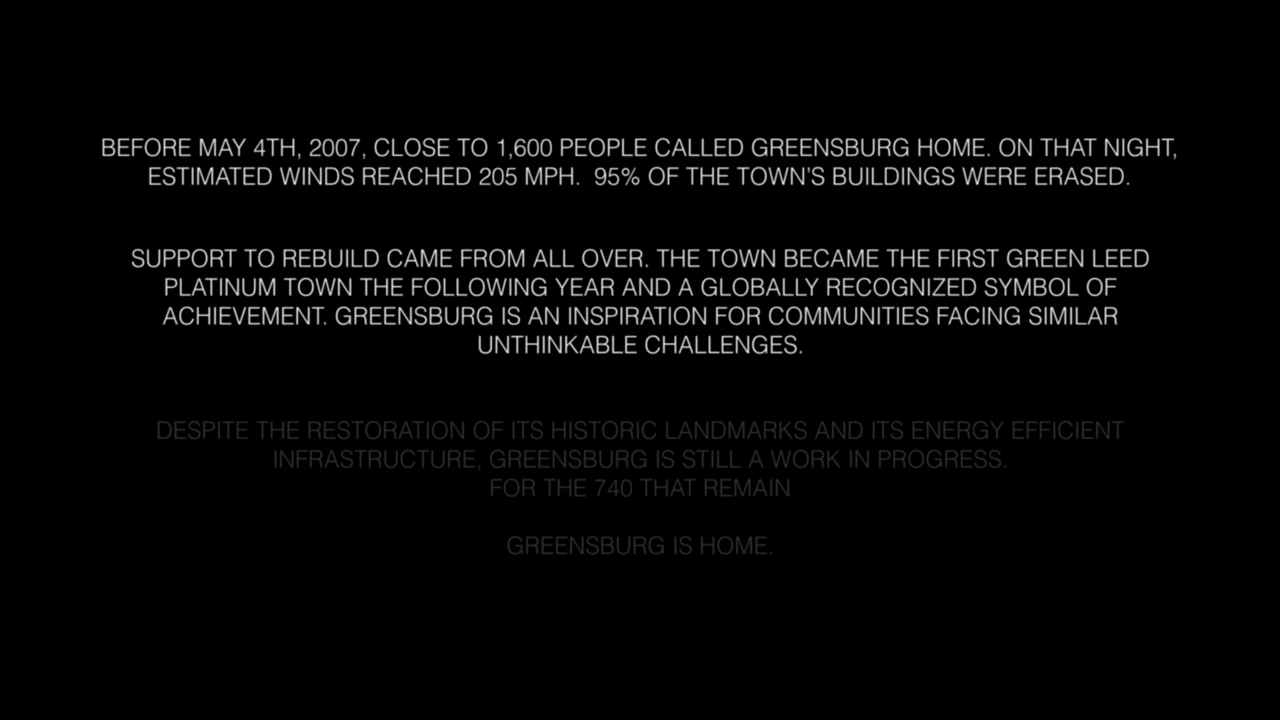 BEFORE MAY 4TH, 2007, CLOSE TO 1,600 PEOPLE CALLED GREENSBURG HOME. ON THAT NIGHT,
ESTIMATED WINDS REACHED 205 MPH.  95% OF THE TOWN'S BUILDINGS WERE ERASED.
SUPPORT TO REBUILD CAME FROM ALL OVER. THE TOWN BECAME THE FIRST GREEN LEED
PLATINUM TOWN THE FOLLOWING YEAR AND A GLOBALLY RECOGNIZED SYMBOL OF
ACHIEVEMENT. GREENSBURG IS AN INSPIRATION FOR COMMUNITIES FACING SIMILAR
UNTHINKABLE CHALLENGES.
DESPITE THE RESTORATION OF ITS HISTORIC LANDMARKS AND ITS ENERGY EFFICIENT
INFRASTRUCTURE, GREENSBURG IS STILL A WORK IN PROGRESS.
FOR THE 740 THAT REMAIN
GREENSBURG IS HOME.